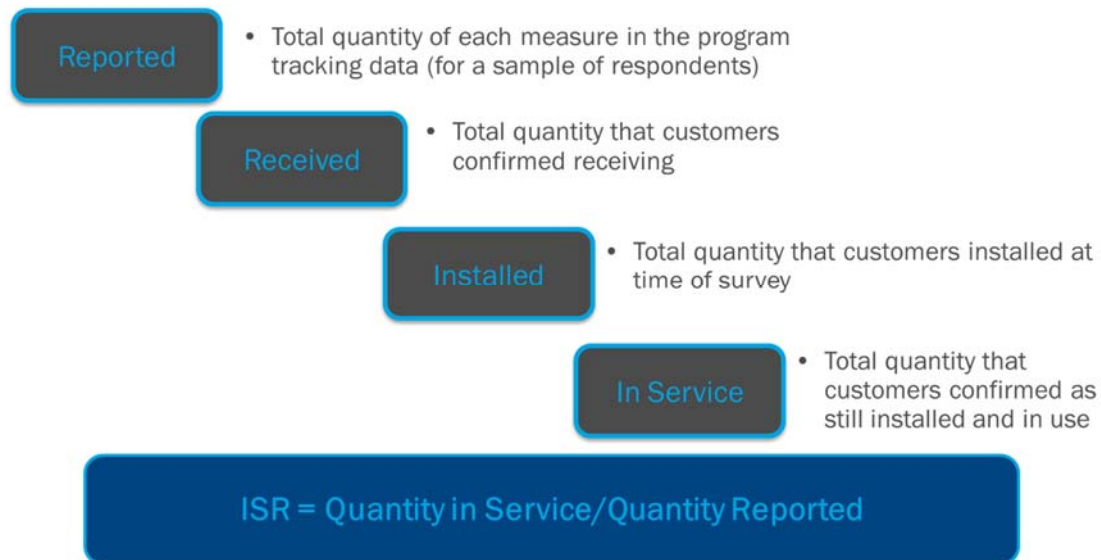 Reported
• Total quantity of each measure in the program
tracking data (for a sample of respondents)
Received
• Total quantity that customers
confirmed receiving
Installed
• Total quantity that customers installed at
time of survey
In Service
• Total quantity that
customers confirmed as
still installed and in use
ISR = Quantity in Service/Quantity Reported